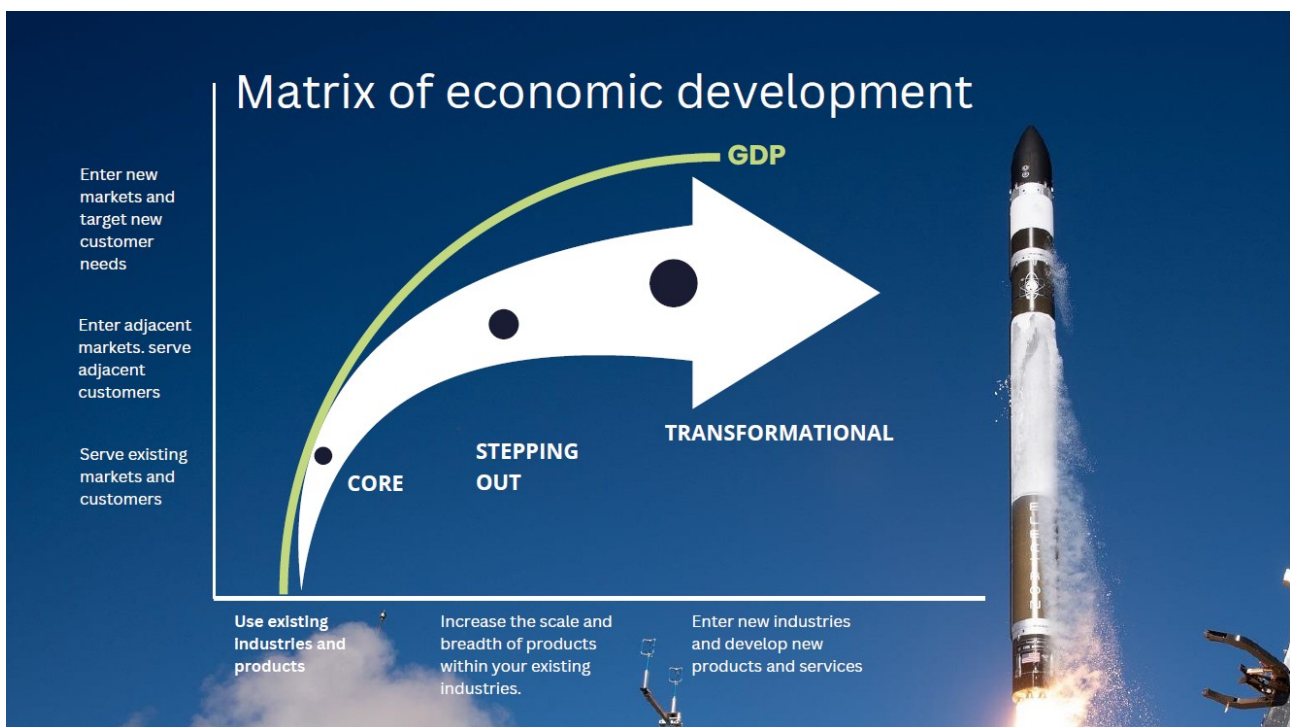 Matrix of economic development
GDP
Enter new
markets and
target new
customer
needs
Enter adjacent
markets. serve
adjacent
customers
Serve existing
markets and
customers
CORE
STEPPING
OUT
TRANSFORMATIONAL
Use existing
Industries and
products
Increase the scale and
breadth of products
within your existing
industries.
Enter new industries
and develop new
products and services
ELECTRON